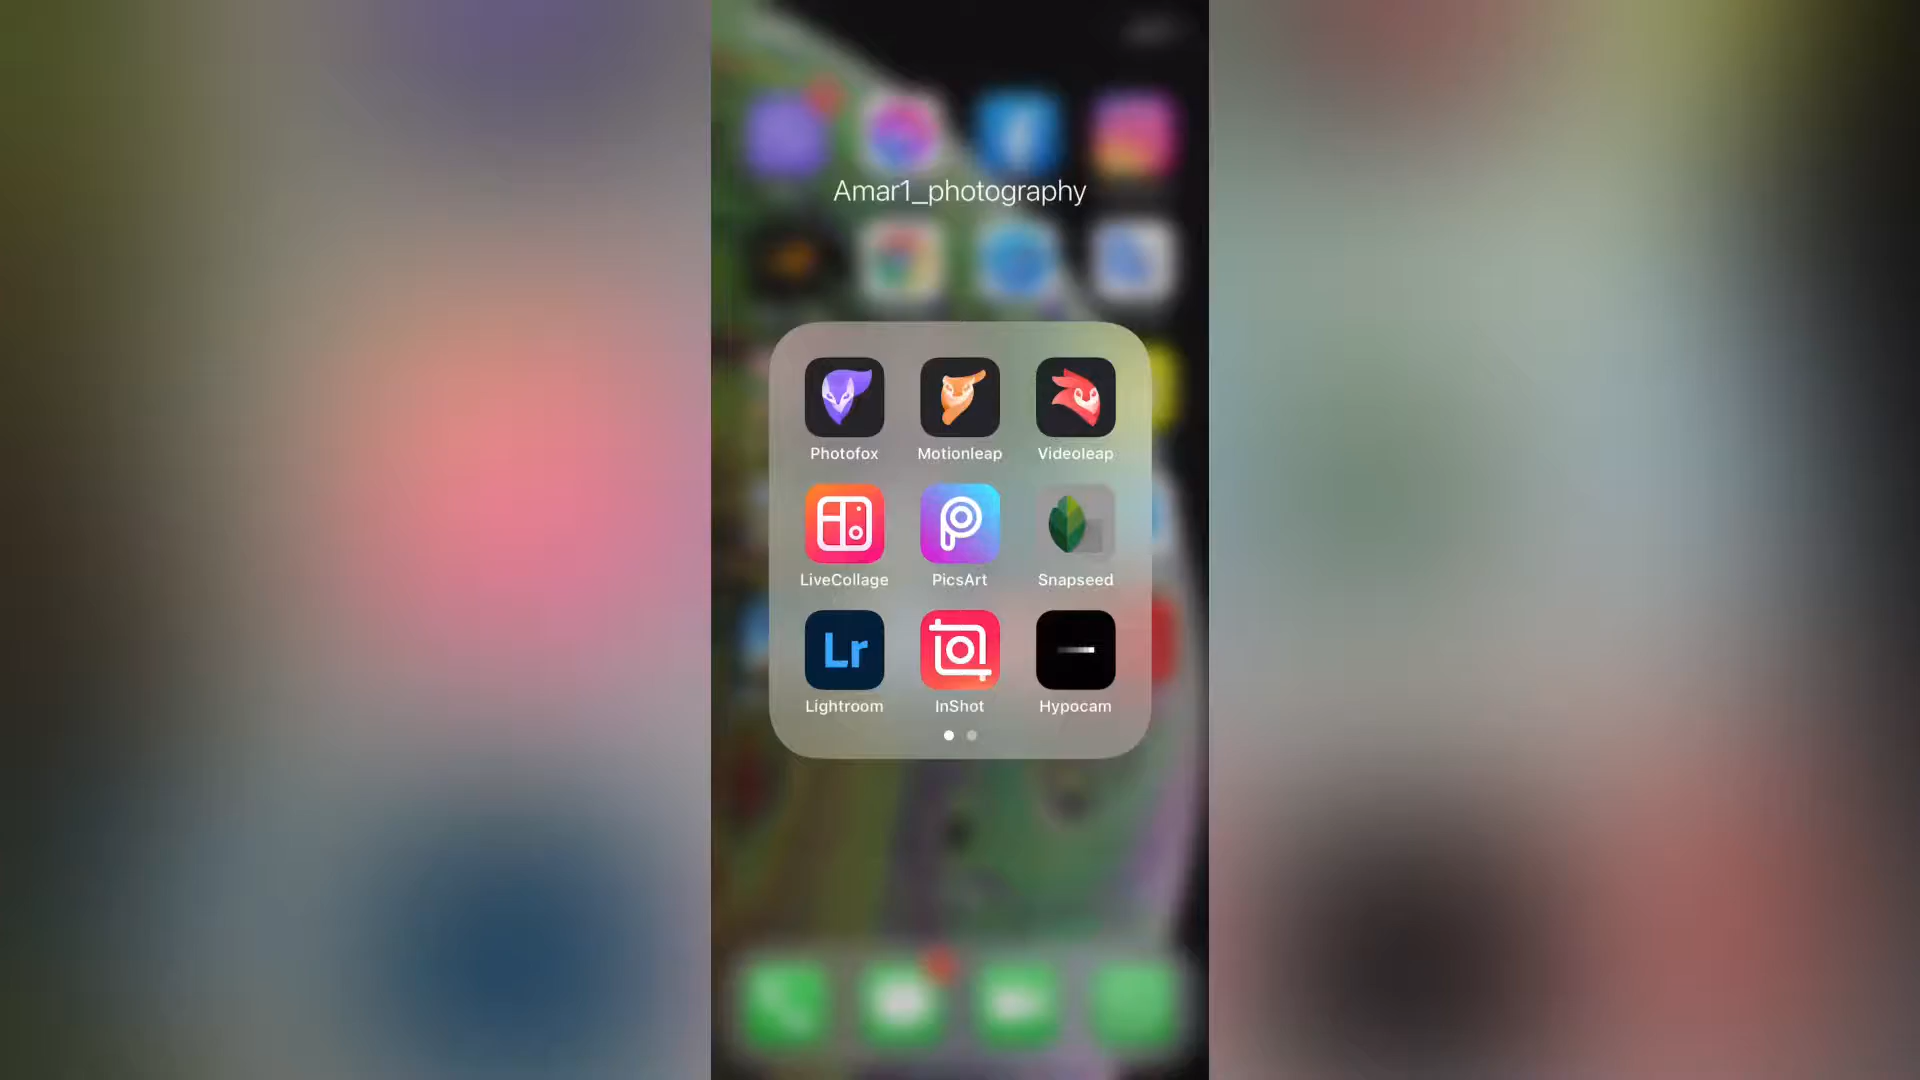 Amar1_photography
Photofox Motionleap Videoleap
LiveCollage PicsArt Snapseed
Lr
Lightroom InShot Hypocam